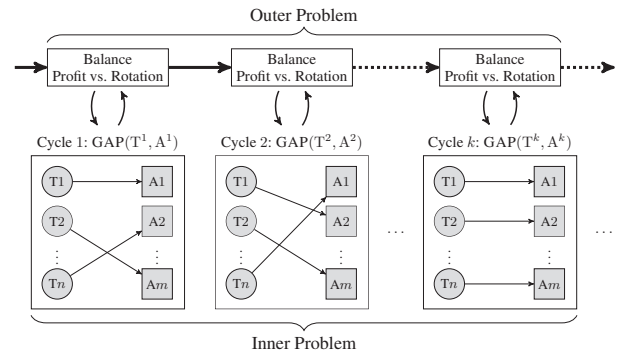 Outer Problem
Balance
Profit vs. Rotation
Balance
Profit vs. Rotation
Balance
Profit vs. Rotation
Cycle 1: GAP(T¹, A¹)
Cycle 2: GAP(T², A²)
Cycle k: GAP(Tᵏ, Aᵏ)
T1 A1 T1 A1 T1 A1
T2 A2 T2 A2 T2 A2
⋮ ⋮ ⋮ ⋮ ... ⋮ ⋮ ...
Tn Am Tn Am Tn Am
Inner Problem